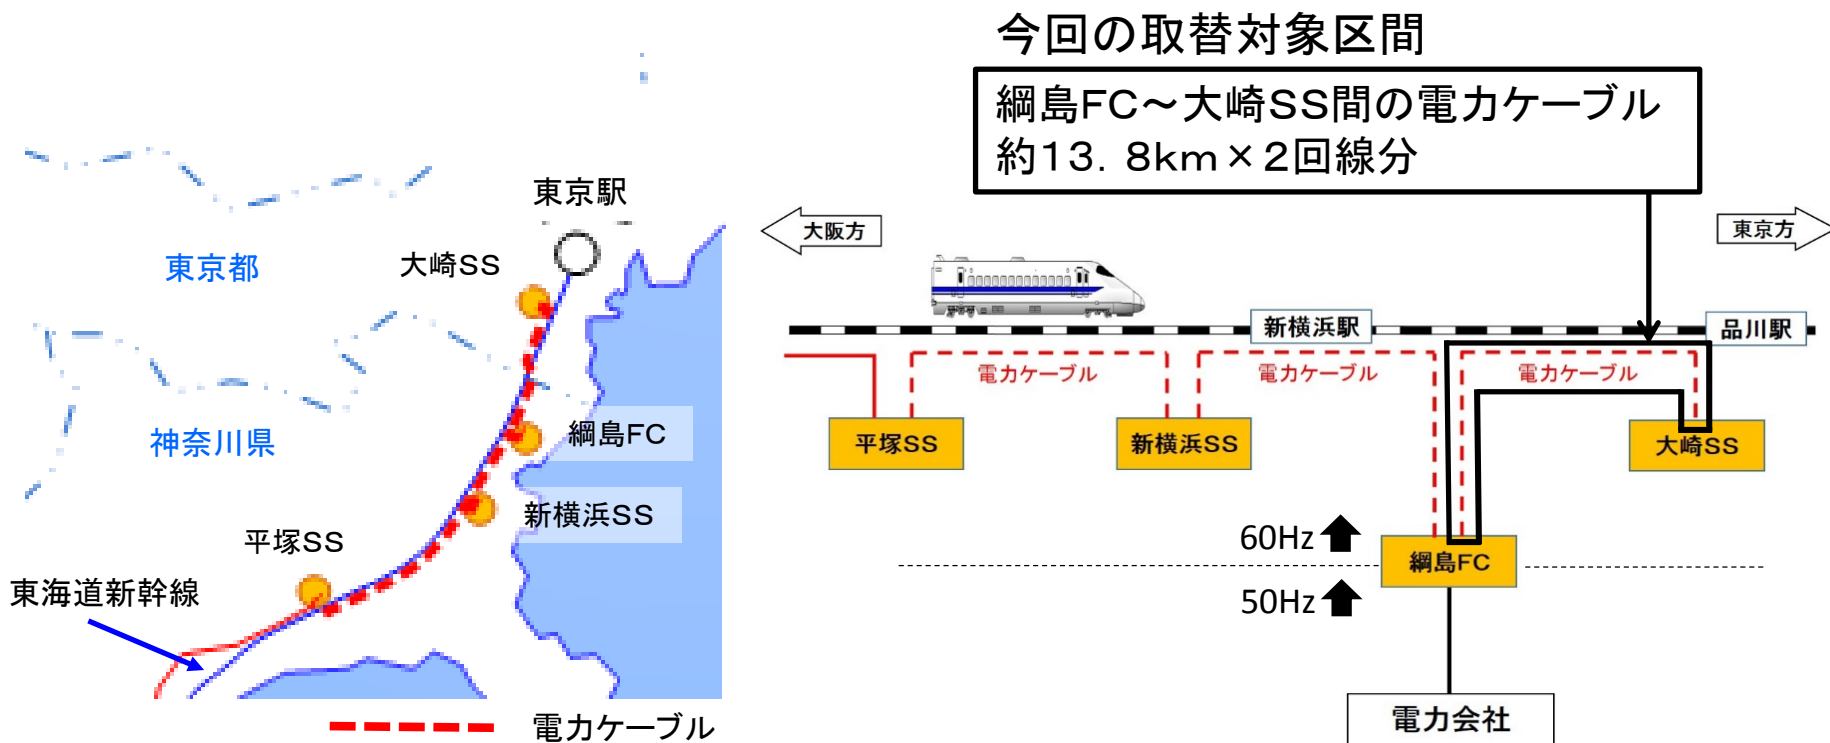 今回の取替対象区間
綱島FC～大崎SS間の電力ケーブル
約13．8km×2回線分
東京駅
大崎SS
東京都
神奈川県
綱島FC
新横浜SS
平塚SS
東海道新幹線
電力ケーブル
大阪方
東京方
新横浜駅
品川駅
電力ケーブル
電力ケーブル
電力ケーブル
平塚SS
新横浜SS
大崎SS
60Hz
綱島FC
50Hz
電力会社